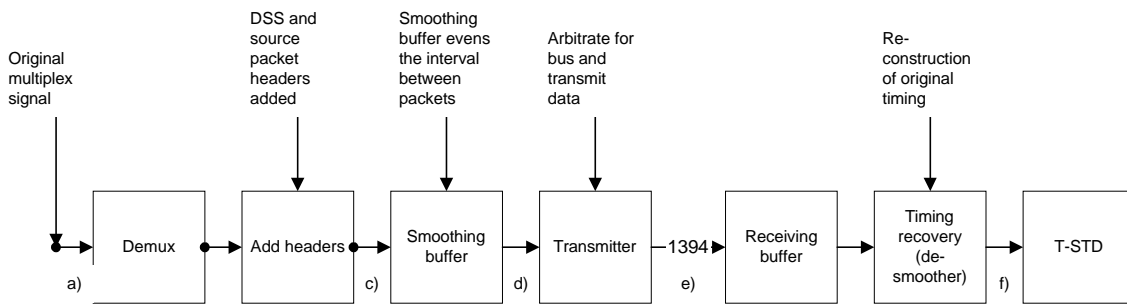 Original
multiplex
signal
DSS and
source
packet
headers
added
Smoothing
buffer evens
the interval
between
packets
Arbitrate for
bus and
transmit
data
Re-
construction
of original
timing
Demux
Add headers
Smoothing
buffer
Transmitter
1394
Receiving
buffer
Timing
recovery
(de-
smoother)
T-STD
a)
c)
d)
e)
f)